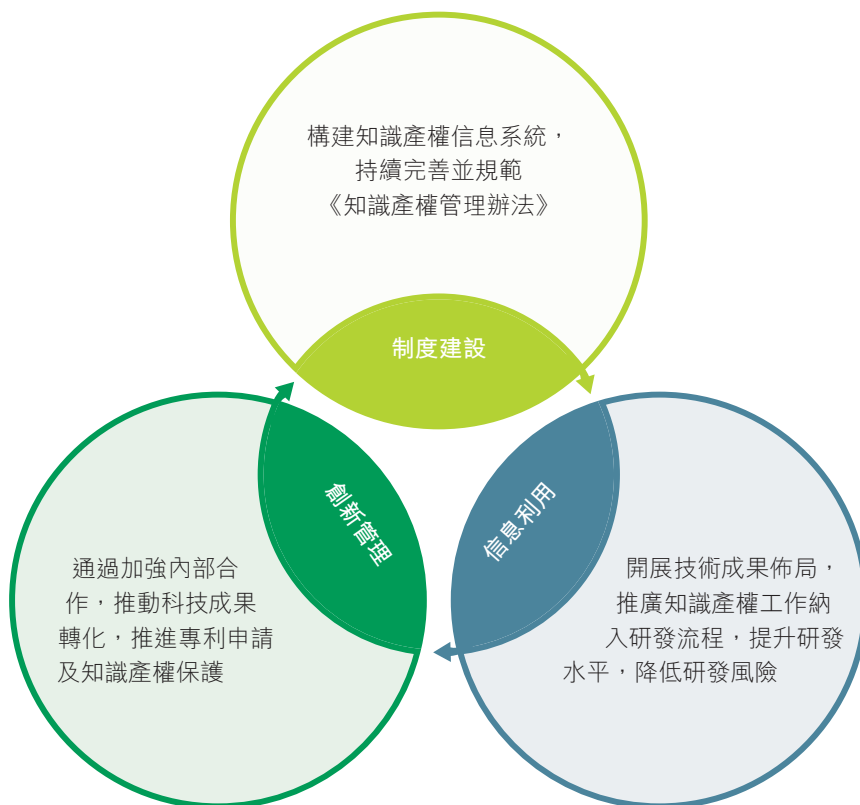 構建知識產權信息系統，
持續完善並規範
《知識產權管理辦法》
制度建設
創新管理
信息利用
通過加強內部合
作，推動科技成果
轉化，推進專利申請
及知識產權保護
開展技術成果佈局，
推廣知識產權工作納
入研發流程，提升研發
水平，降低研發風險